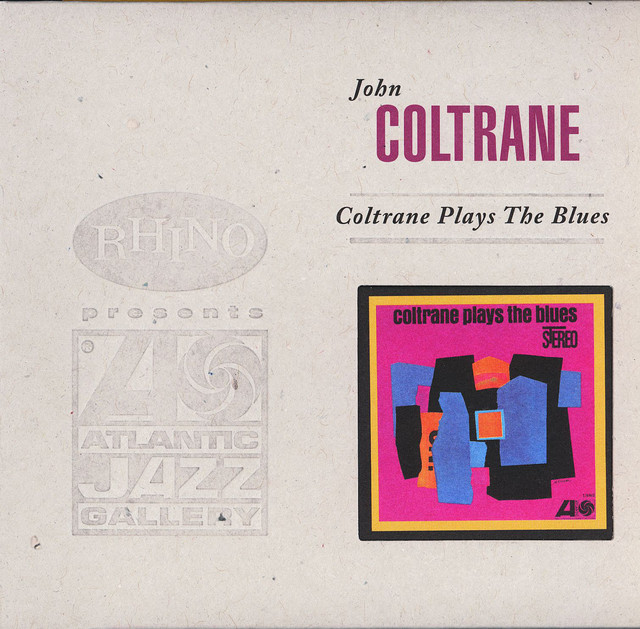 John
COLTRANE
Coltrane Plays The Blues
RHINO
presents
®
ATLANTIC
JAZZ
GALLERY
coltrane plays the blues
STEREO